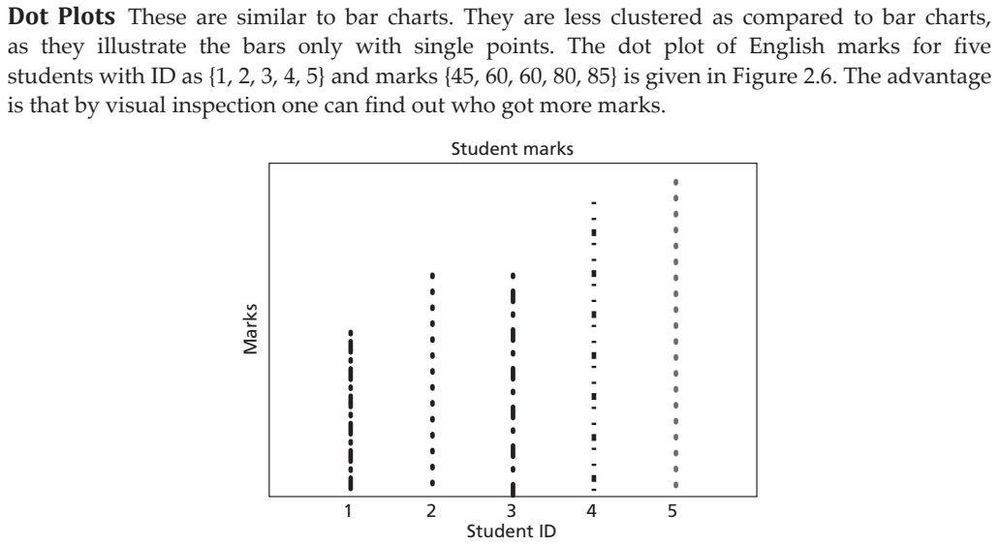 Dot Plots These are similar to bar charts. They are less clustered as compared to bar charts,
as they illustrate the bars only with single points. The dot plot of English marks for five
students with ID as {1, 2, 3, 4, 5} and marks {45, 60, 60, 80, 85} is given in Figure 2.6. The advantage
is that by visual inspection one can find out who got more marks.
Student marks
Marks
1 2 3 4 5
Student ID